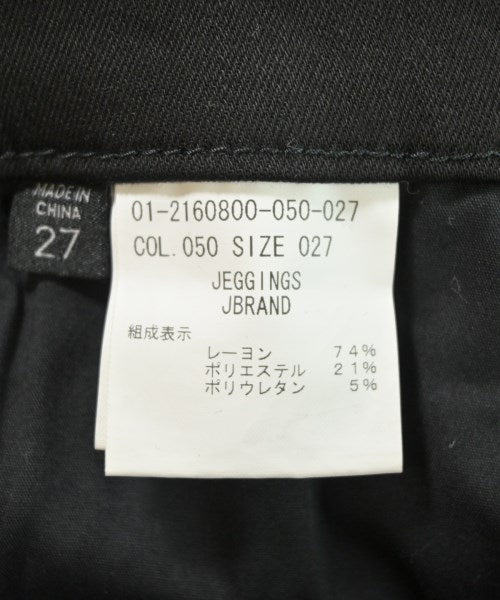 MADE IN
CHINA
27
01-2160800-050-027
COL.050 SIZE 027
JEGGINGS
JBRAND
組成表示
レーヨン 74%
ポリエステル 21%
ポリウレタン 5%